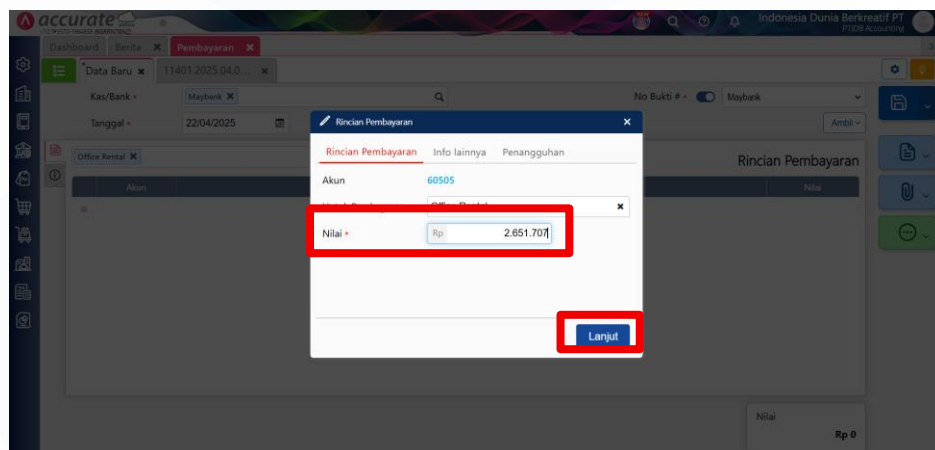 accurate
Indonesia Dunia Berkreatif PT
PTIDB Accounting
Dashboard Berita Pembayaran
Data Baru 11401.2025.04.0....
Kas/Bank Maybank No Bukti # Maybank
Tanggal 22/04/2025 Ambil
Rincian Pembayaran
Rincian Pembayaran Info lainnya Penangguhan
Office Rental Rincian Pembayaran
Akun 60505
Akun Nilai
Office Rental
Nilai Rp 2.651.707
Lanjut
Nilai
Rp 0